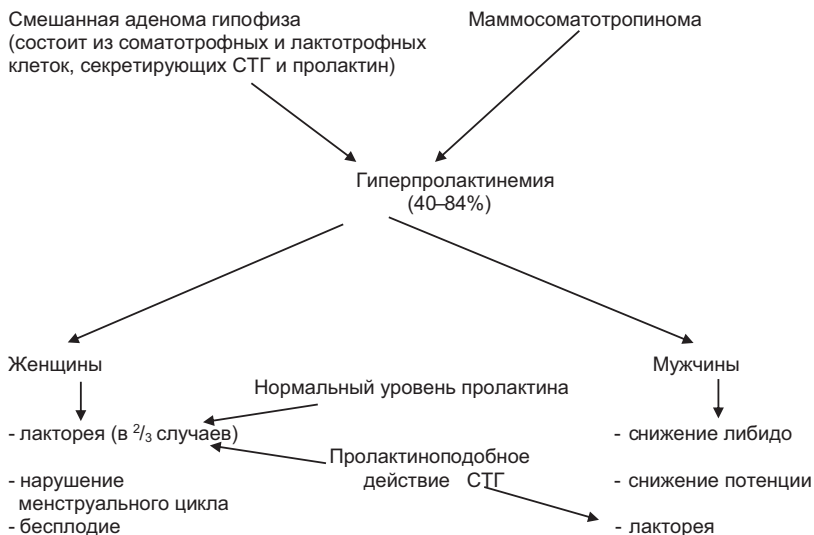 Смешанная аденома гипофиза
(состоит из соматотрофных и лактотрофных
клеток, секретирующих СТГ и пролактин)
Маммосоматотропинома
Гиперпролактинемия
(40–84%)
Женщины
- лакторея (в 2/3 случаев)
- нарушение
менструального цикла
- бесплодие
Нормальный уровень пролактина
Пролактиноподобное
действие СТГ
Мужчины
- снижение либидо
- снижение потенции
- лакторея